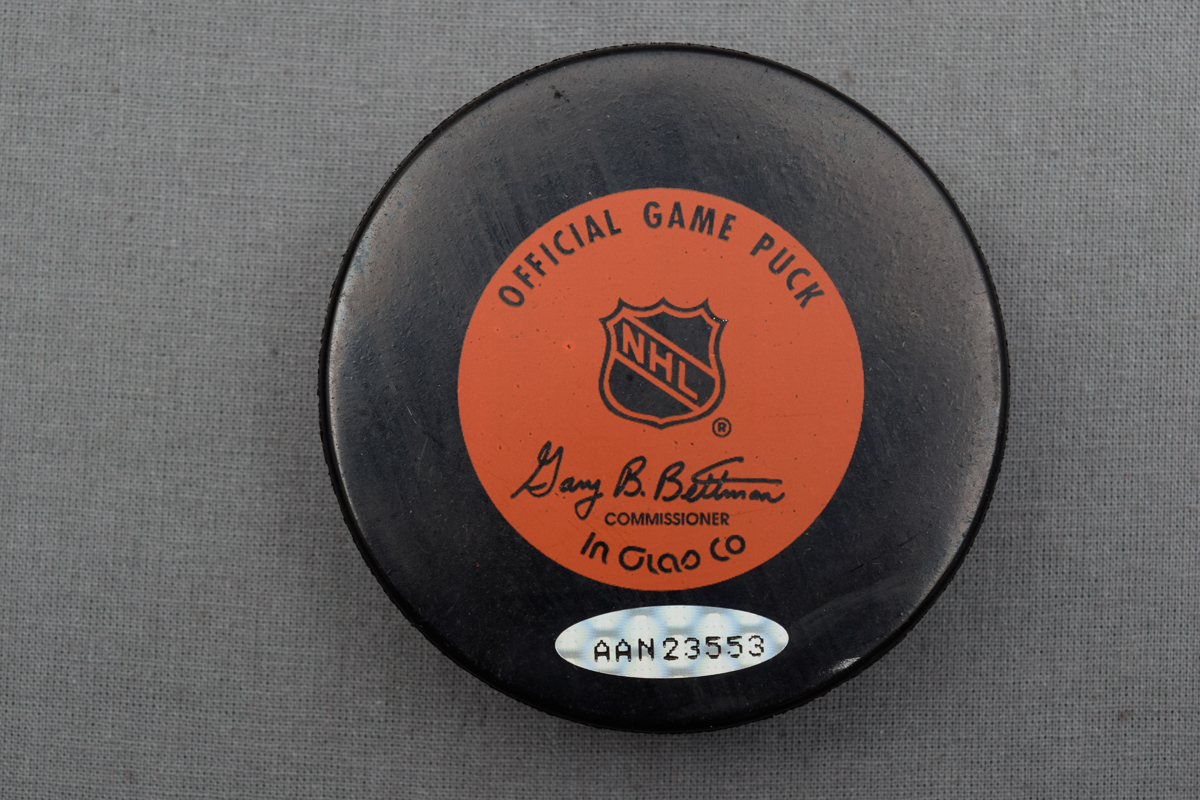 OFFICIAL GAME PUCK
NHL
®
Gary B. Bettman
COMMISSIONER
In Glas Co
AAN23553